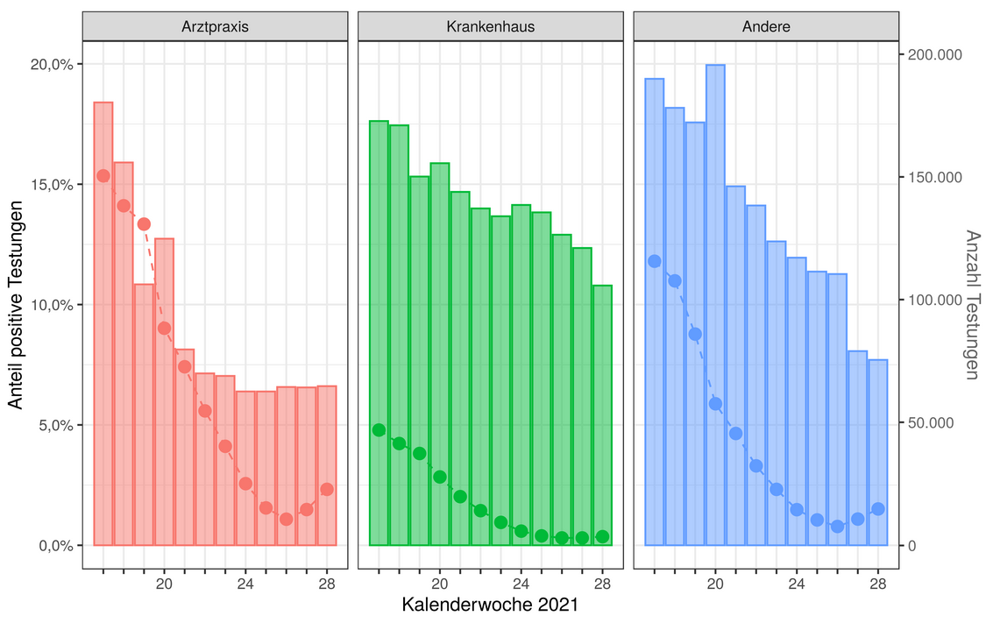 Arztpraxis Krankenhaus Andere
20,0% 200.000
15,0% 150.000
10,0% 100.000
5,0% 50.000
0,0% 0
Anteil positive Testungen
Anzahl Testungen
20 24 28 20 24 28 20 24 28
Kalenderwoche 2021